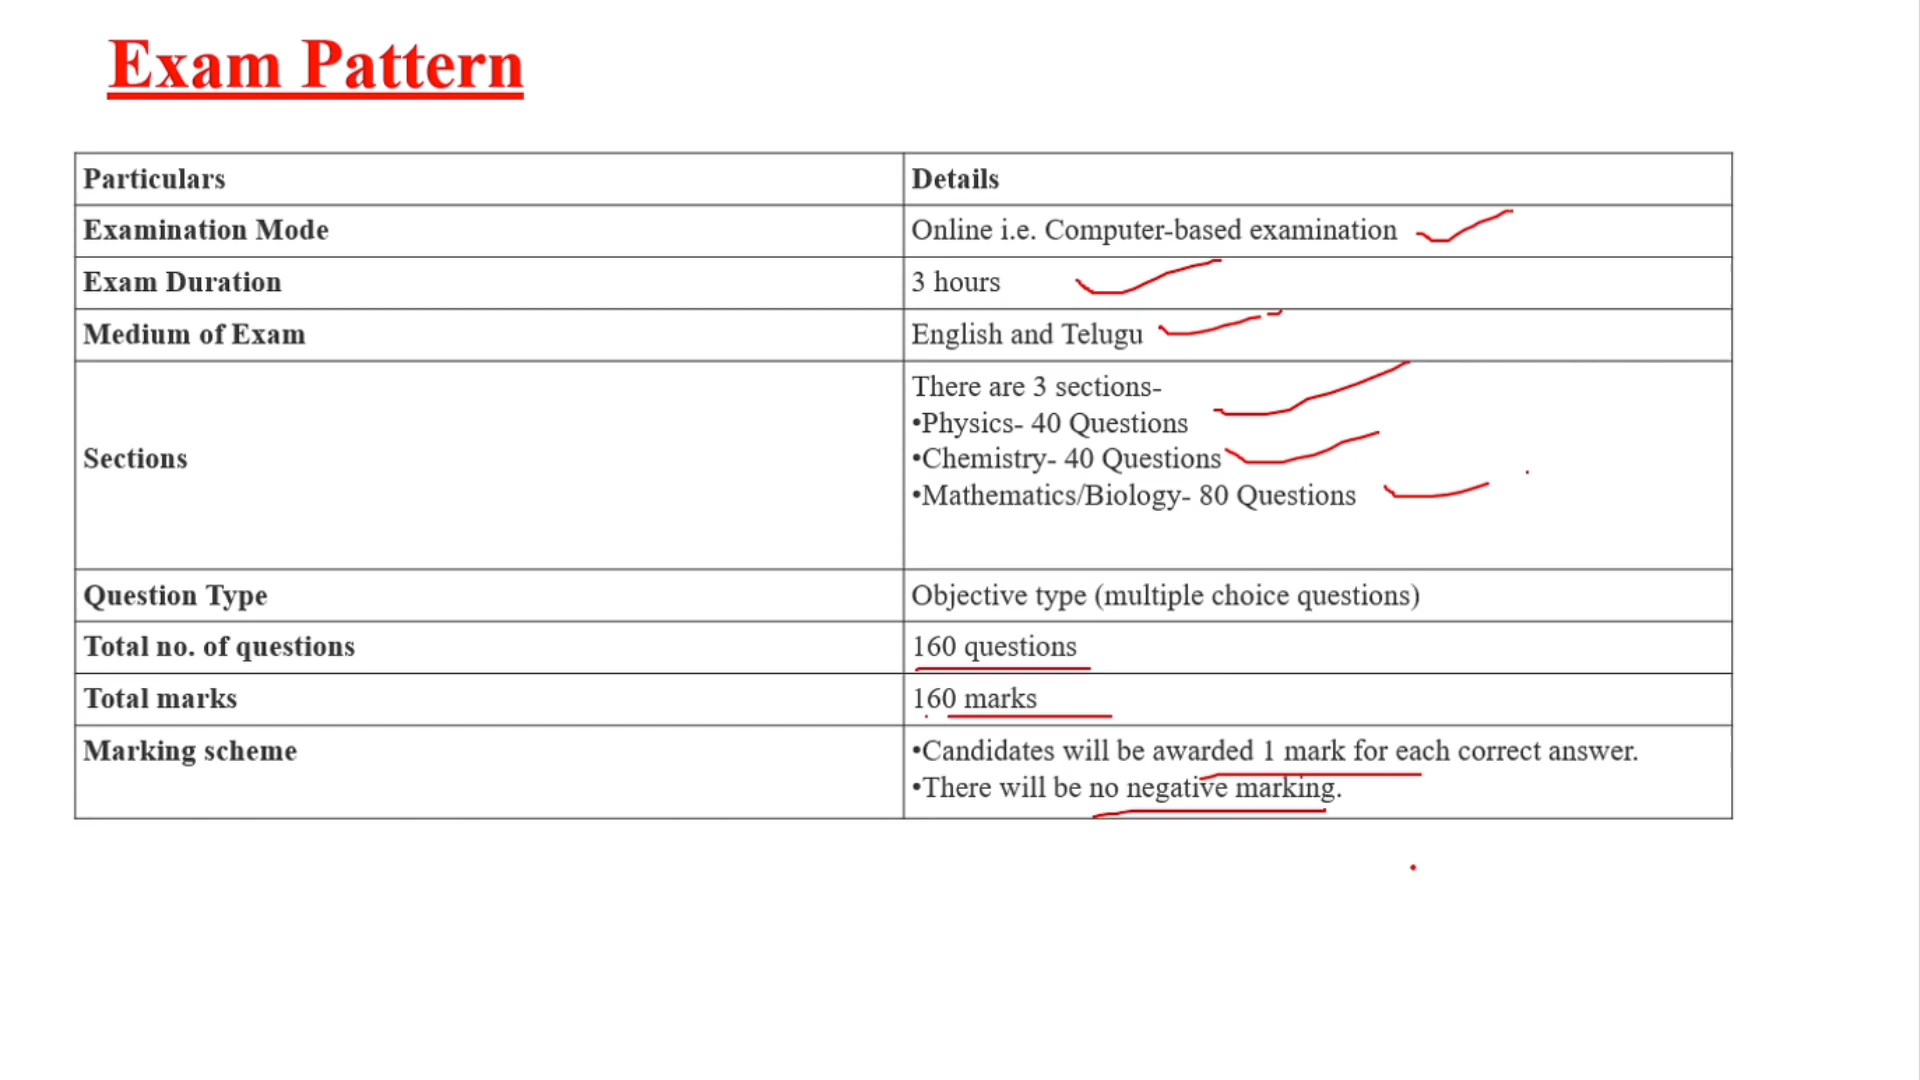 Exam Pattern
Particulars
Details
Examination Mode
Online i.e. Computer-based examination
Exam Duration
3 hours
Medium of Exam
English and Telugu
Sections
There are 3 sections-
•Physics- 40 Questions
•Chemistry- 40 Questions
•Mathematics/Biology- 80 Questions
Question Type
Objective type (multiple choice questions)
Total no. of questions
160 questions
Total marks
160 marks
Marking scheme
•Candidates will be awarded 1 mark for each correct answer.
•There will be no negative marking.